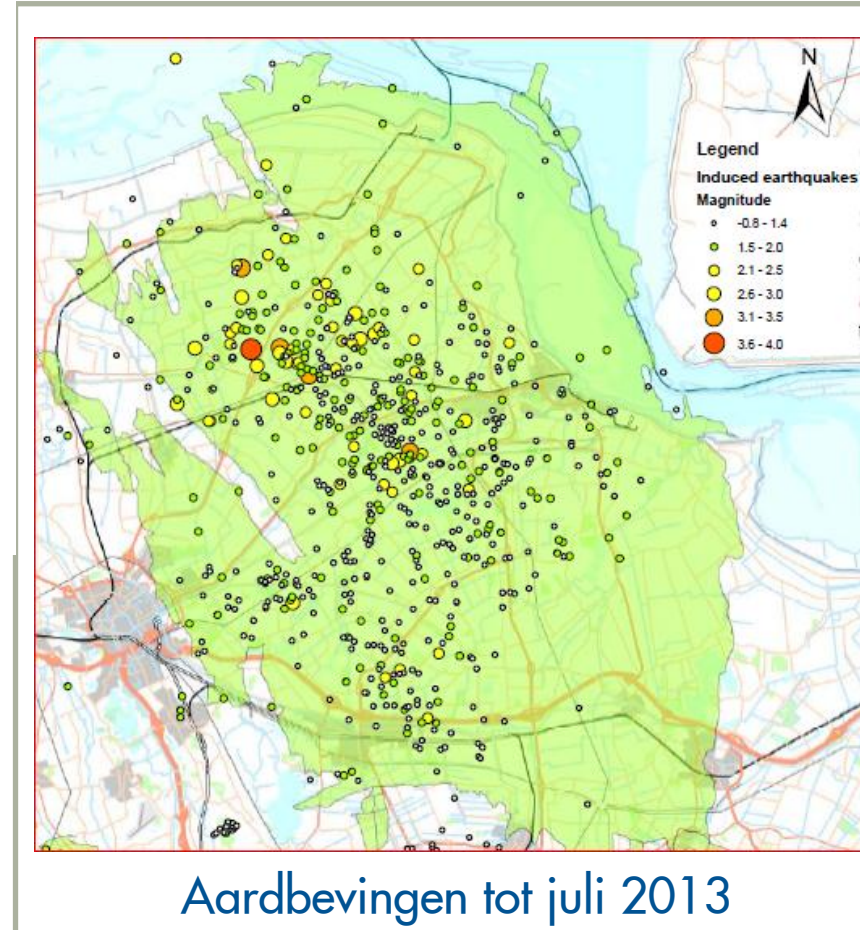 N
Legend
Induced earthquakes
Magnitude
-0.8 - 1.4
1.5 - 2.0
2.1 - 2.5
2.6 - 3.0
3.1 - 3.5
3.6 - 4.0
Aardbevingen tot juli 2013